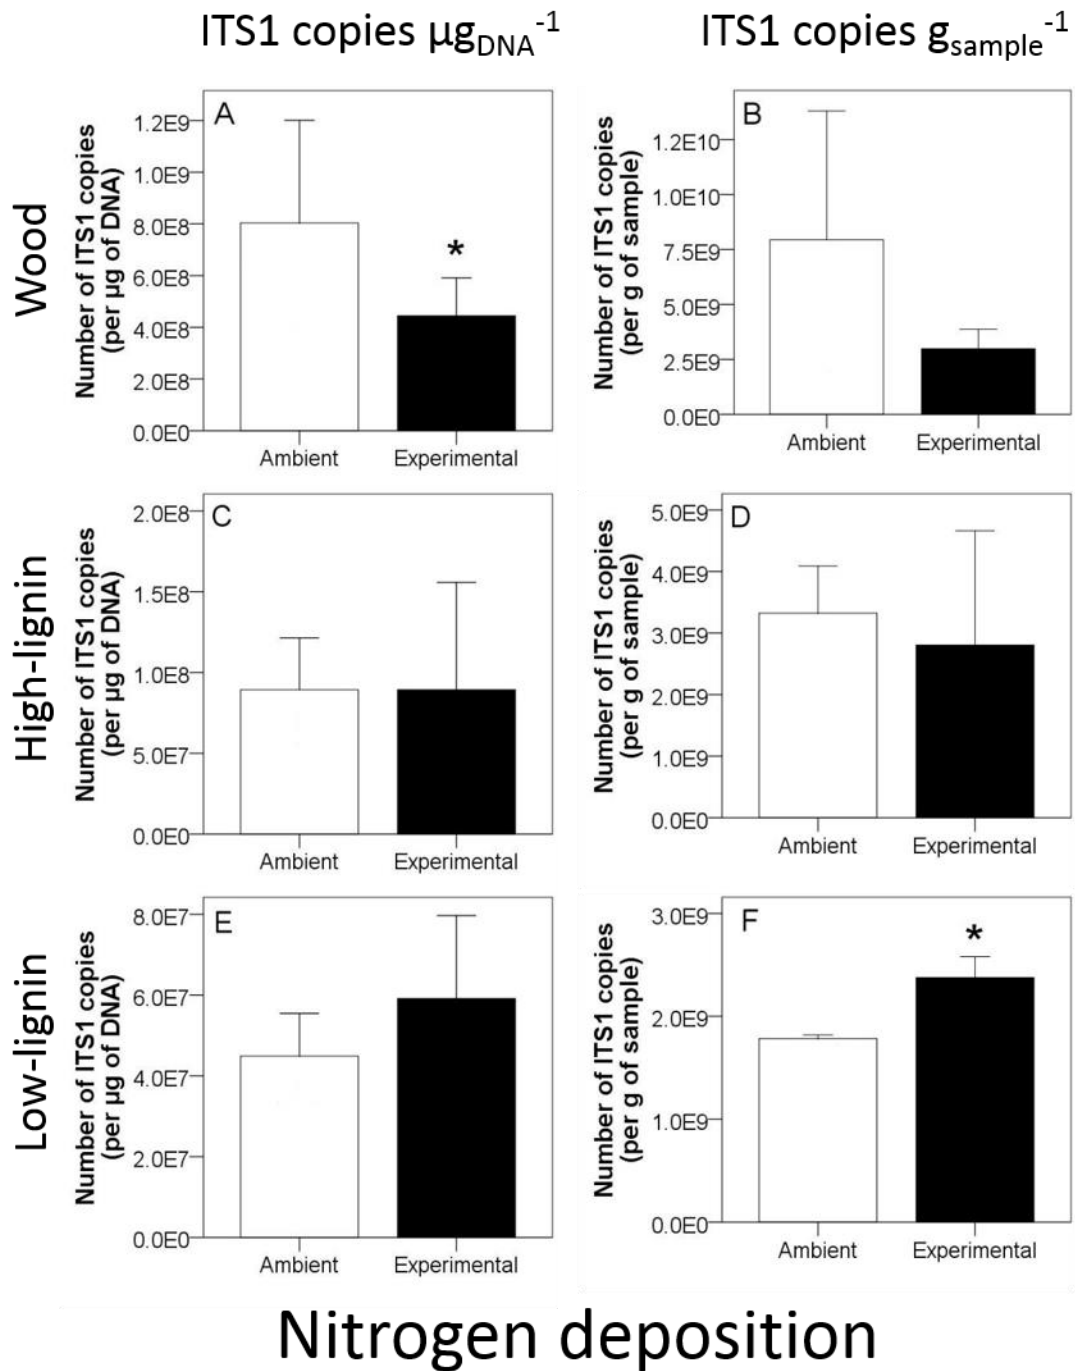 ITS1 copies µgDNA-1
ITS1 copies gsample-1
Wood
Number of ITS1 copies
(per µg of DNA)
A
1.2E9
1.0E9
8.0E8
6.0E8
4.0E8
2.0E8
0.0E0
*
Ambient
Experimental
Number of ITS1 copies
(per g of sample)
B
1.2E10
1.0E10
7.5E9
5.0E9
2.5E9
0.0E0
Ambient
Experimental
High-lignin
Number of ITS1 copies
(per µg of DNA)
C
2.0E8
1.5E8
1.0E8
5.0E7
0.0E0
Ambient
Experimental
Number of ITS1 copies
(per g of sample)
D
5.0E9
4.0E9
3.0E9
2.0E9
1.0E9
0.0E0
Ambient
Experimental
Low-lignin
Number of ITS1 copies
(per µg of DNA)
E
8.0E7
6.0E7
4.0E7
2.0E7
0.0E0
Ambient
Experimental
Number of ITS1 copies
(per g of sample)
F
3.0E9
2.0E9
1.0E9
0.0E0
*
Ambient
Experimental
Nitrogen deposition